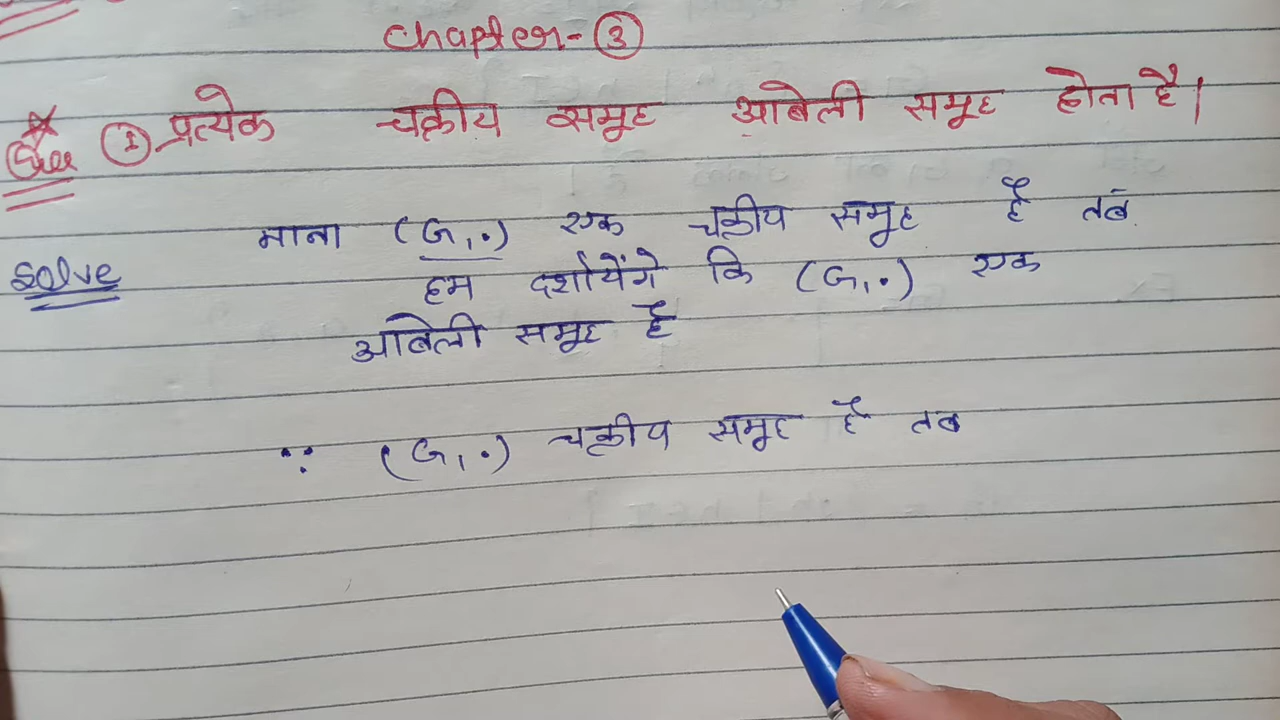 Chapter-③
① प्रत्येक चक्रीय समूह आबेली समूह होता है।
माना (G,.) एक चक्रीय समूह है तब
Solve
हम दर्शायेंगे कि (G,.) एक
आबेली समूह है
∵ (G,.) चक्रीय समूह है तब